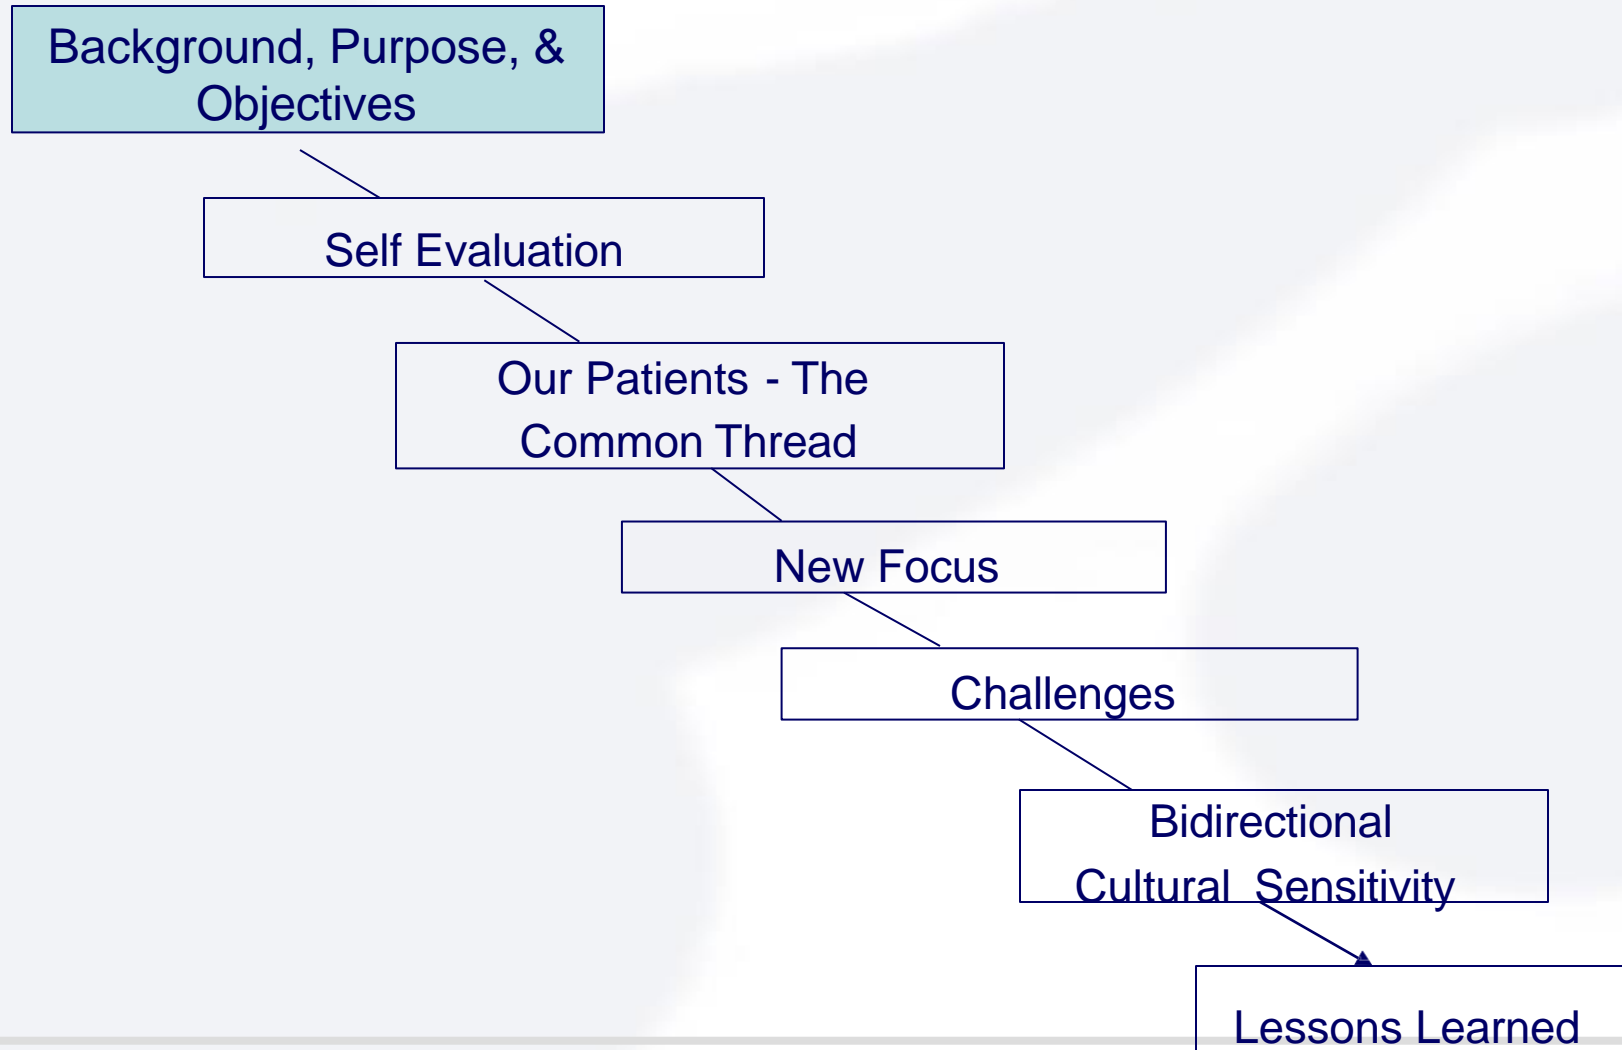 Background, Purpose, &
Objectives
Self Evaluation
Our Patients - The
Common Thread
New Focus
Challenges
Bidirectional
Cultural Sensitivity
Lessons Learned